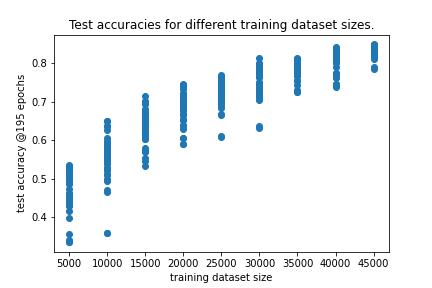 Test accuracies for different training dataset sizes.
test accuracy @195 epochs
0.8
0.7
0.6
0.5
0.4
5000 10000 15000 20000 25000 30000 35000 40000 45000
training dataset size